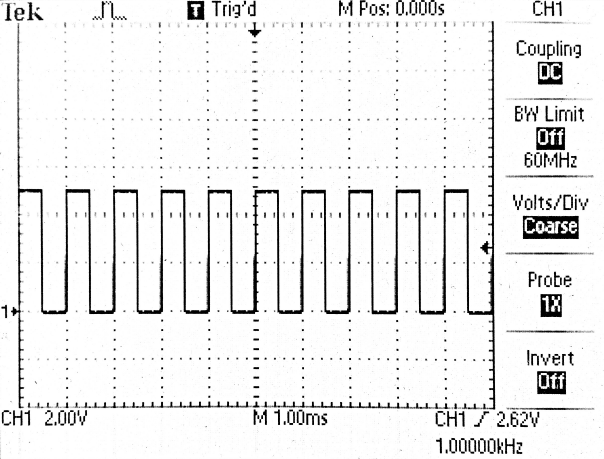 Tek T Trig'd M Pos: 0.000s CH1
Coupling
DC
BW Limit
Off
60MHz
Volts/Div
Coarse
Probe
1X
Invert
Off
1
CH1 2.00V M 1.00ms CH1 2.62V
1.00000kHz